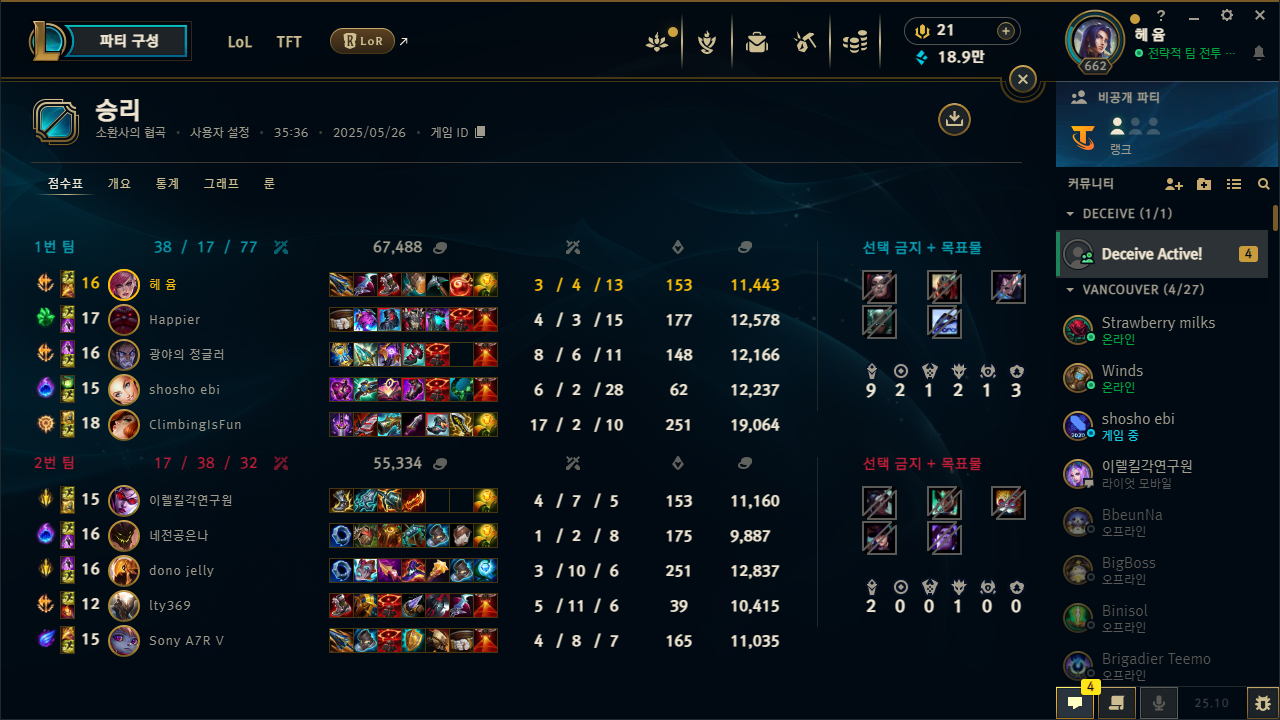 파티 구성
LoL
TFT
LoR
21
18.9만
662
헤 윰
전략적 팀 전투 ...
승리
소환사의 협곡 • 사용자 설정 • 35:36 • 2025/05/26 • 게임 ID
점수표 개요 통계 그래프 룬
1번 팀 38 / 17 / 77 67,488 선택 금지 + 목표물
16 헤 윰 3 / 4 / 13 153 11,443
17 Happier 4 / 3 / 15 177 12,578
16 광야의 정글러 8 / 6 / 11 148 12,166
15 shosho ebi 6 / 2 / 28 62 12,237
18 ClimbingIsFun 17 / 2 / 10 251 19,064
9 2 1 2 1 3
2번 팀 17 / 38 / 32 55,334 선택 금지 + 목표물
15 이렐킬각연구원 4 / 7 / 5 153 11,160
16 네전공은나 1 / 2 / 8 175 9,887
16 dono jelly 3 / 10 / 6 251 12,837
12 lty369 5 / 11 / 6 39 10,415
15 Sony A7R V 4 / 8 / 7 165 11,035
2 0 0 1 0 0
비공개 파티
랭크
커뮤니티
DECEIVE (1/1)
Deceive Active! 4
VANCOUVER (4/27)
Strawberry milks
온라인
Winds
온라인
shosho ebi
게임 중
이렐킬각연구원
라이엇 모바일
BbeunNa
오프라인
BigBoss
오프라인
Binisol
오프라인
Brigadier Teemo
오프라인
4
25.10